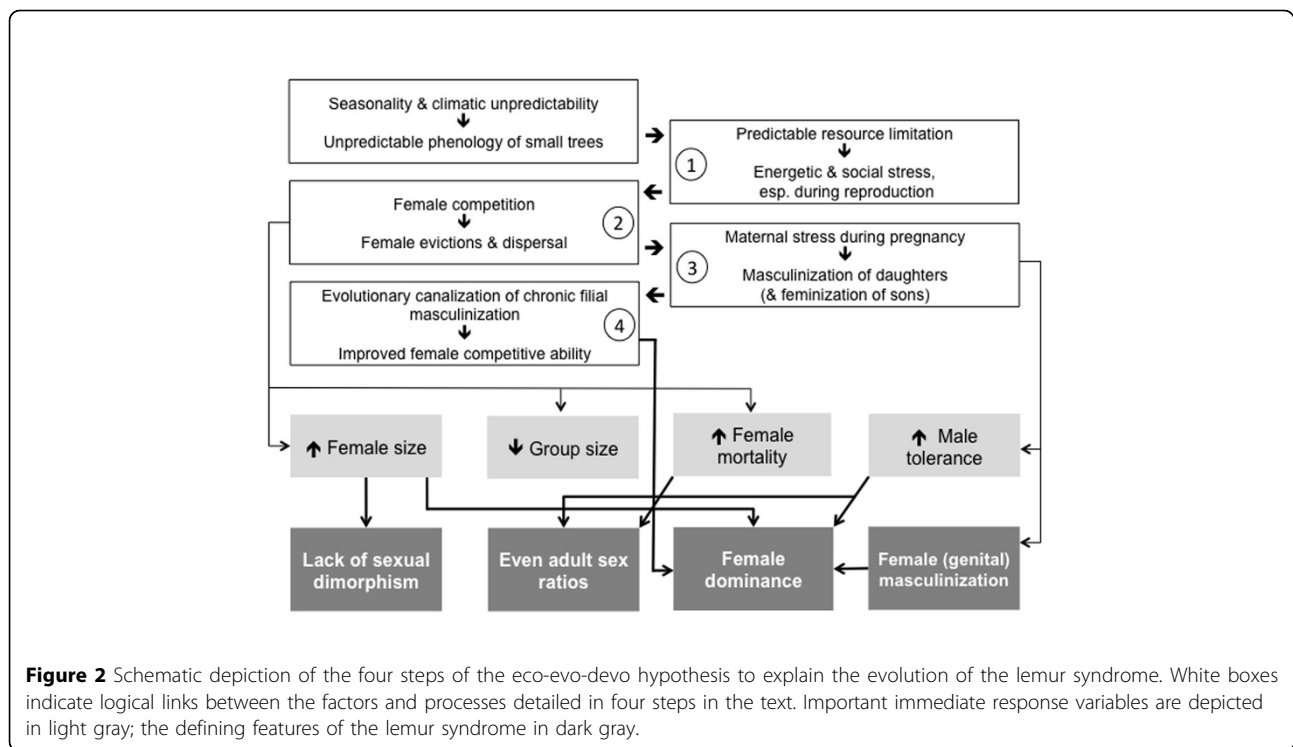 Seasonality & climatic unpredictability
🡻
Unpredictable phenology of small trees
🡺
Predictable resource limitation
🡻
1
Energetic & social stress,
esp. during reproduction
🡸
Female competition
🡻
2
Female evictions & dispersal
🡺
Maternal stress during pregnancy
🡻
3
Masculinization of daughters
(& feminization of sons)
🡸
Evolutionary canalization of chronic filial
masculinization
🡻
4
Improved female competitive ability
🡹 Female size
🡻 Group size
🡹 Female
mortality
🡹 Male
tolerance
Lack of sexual
dimorphism
Even adult sex
ratios
Female
dominance
Female (genital)
masculinization
Figure 2 Schematic depiction of the four steps of the eco-evo-devo hypothesis to explain the evolution of the lemur syndrome. White boxes
indicate logical links between the factors and processes detailed in four steps in the text. Important immediate response variables are depicted
in light gray; the defining features of the lemur syndrome in dark gray.